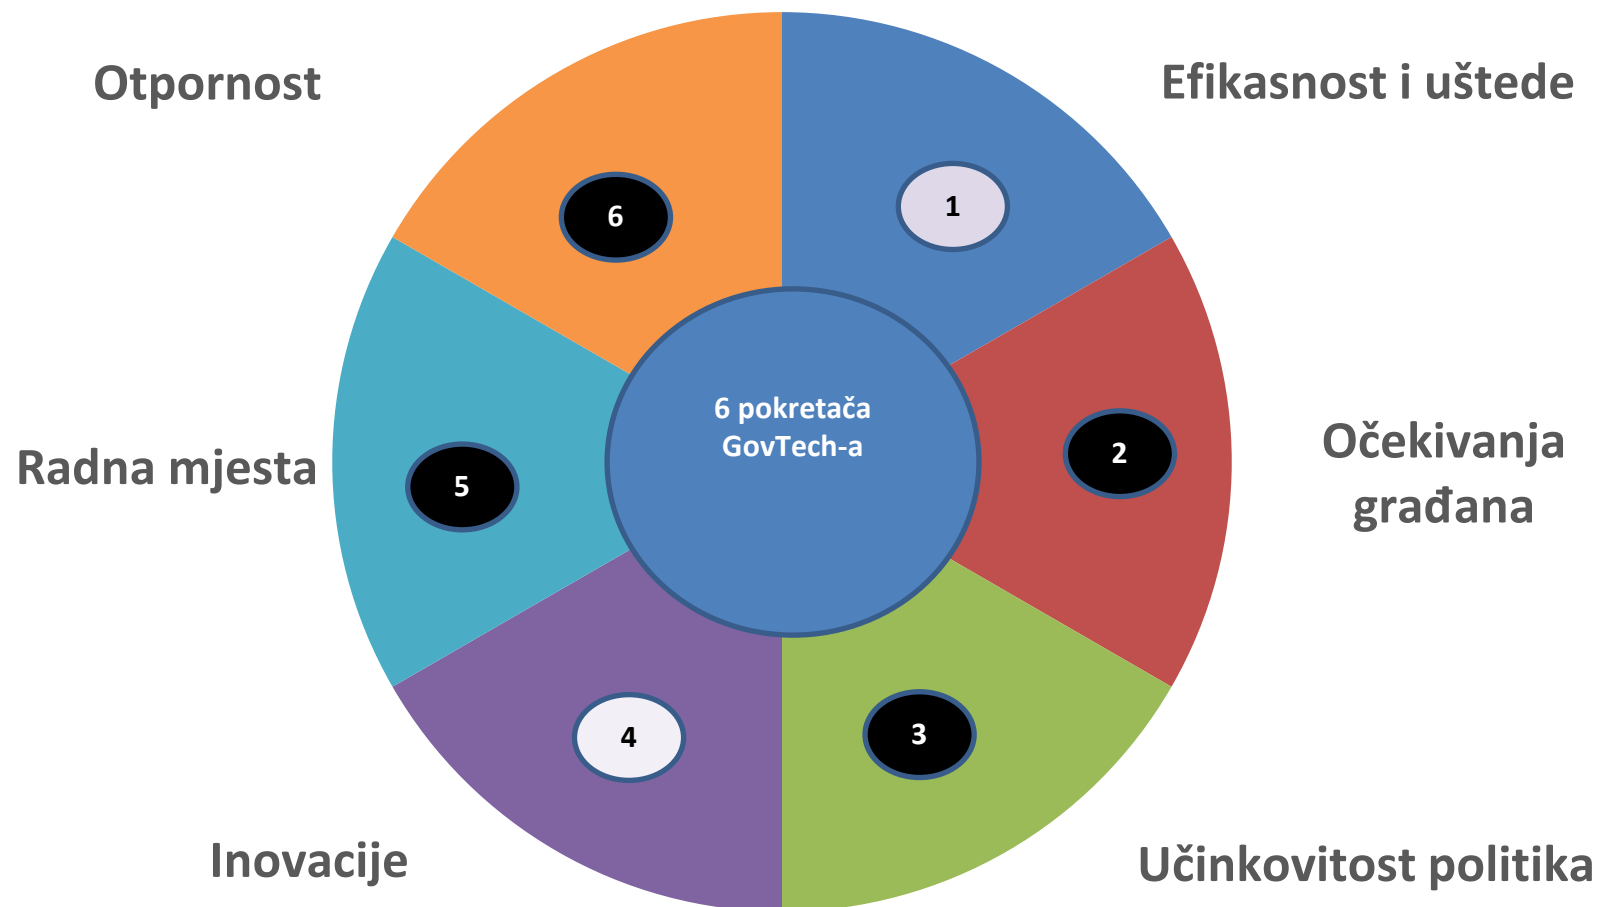 Otpornost
Efikasnost i uštede
6
1
6 pokretača
GovTech-a
Radna mjesta
5
2
Očekivanja
građana
4
3
Inovacije
Učinkovitost politika